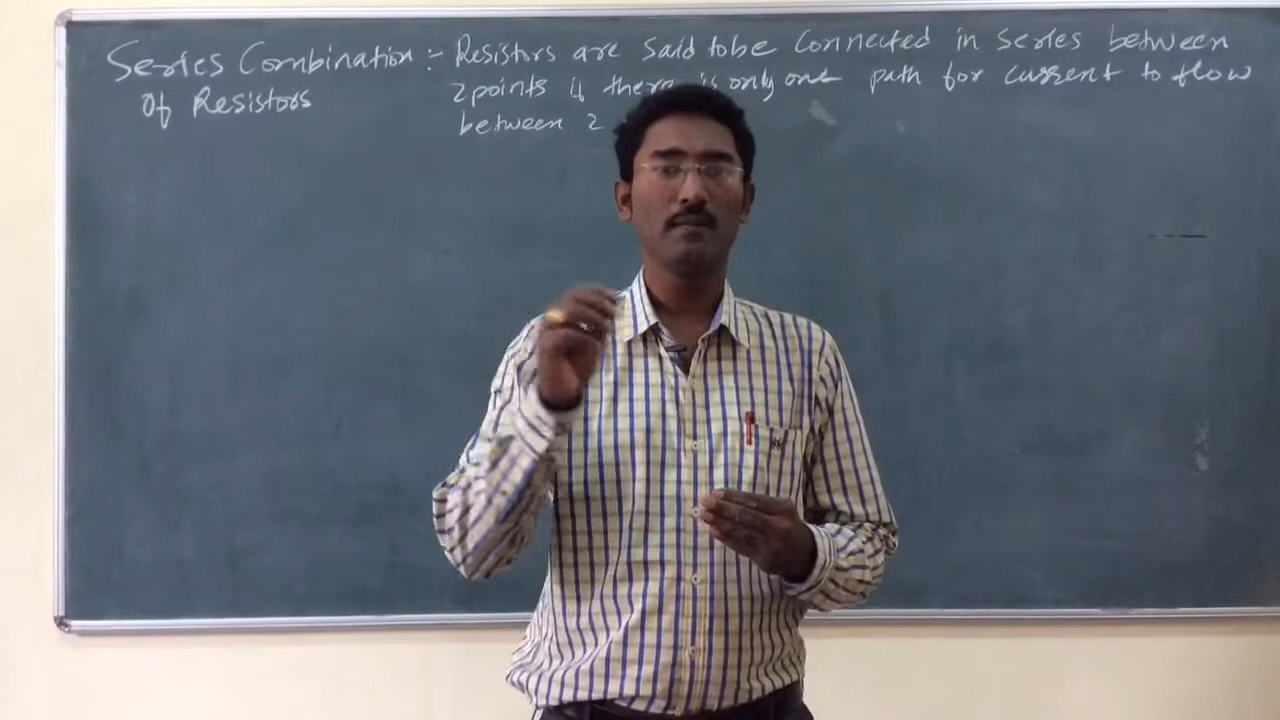 Series Combination :- Resistors are said to be connected in series between
of Resistors 2 points if there is only one path for current to flow
between 2